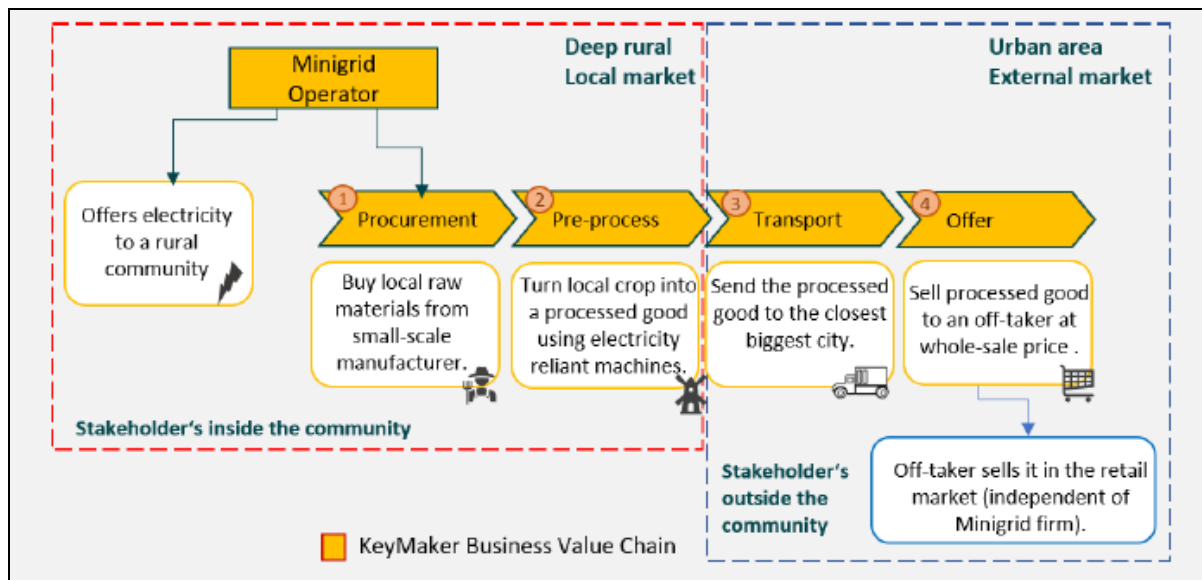 Deep rural
Local market
Urban area
External market
Minigrid
Operator
Offers electricity
to a rural
community
1
Procurement
2
Pre-process
3
Transport
4
Offer
Buy local raw
materials from
small-scale
manufacturer.
Turn local crop into
a processed good
using electricity
reliant machines.
Send the processed
good to the closest
biggest city.
Sell processed good
to an off-taker at
whole-sale price .
Stakeholder's inside the community
Stakeholder's
outside the
community
Off-taker sells it in the retail
market (independent of
Minigrid firm).
KeyMaker Business Value Chain